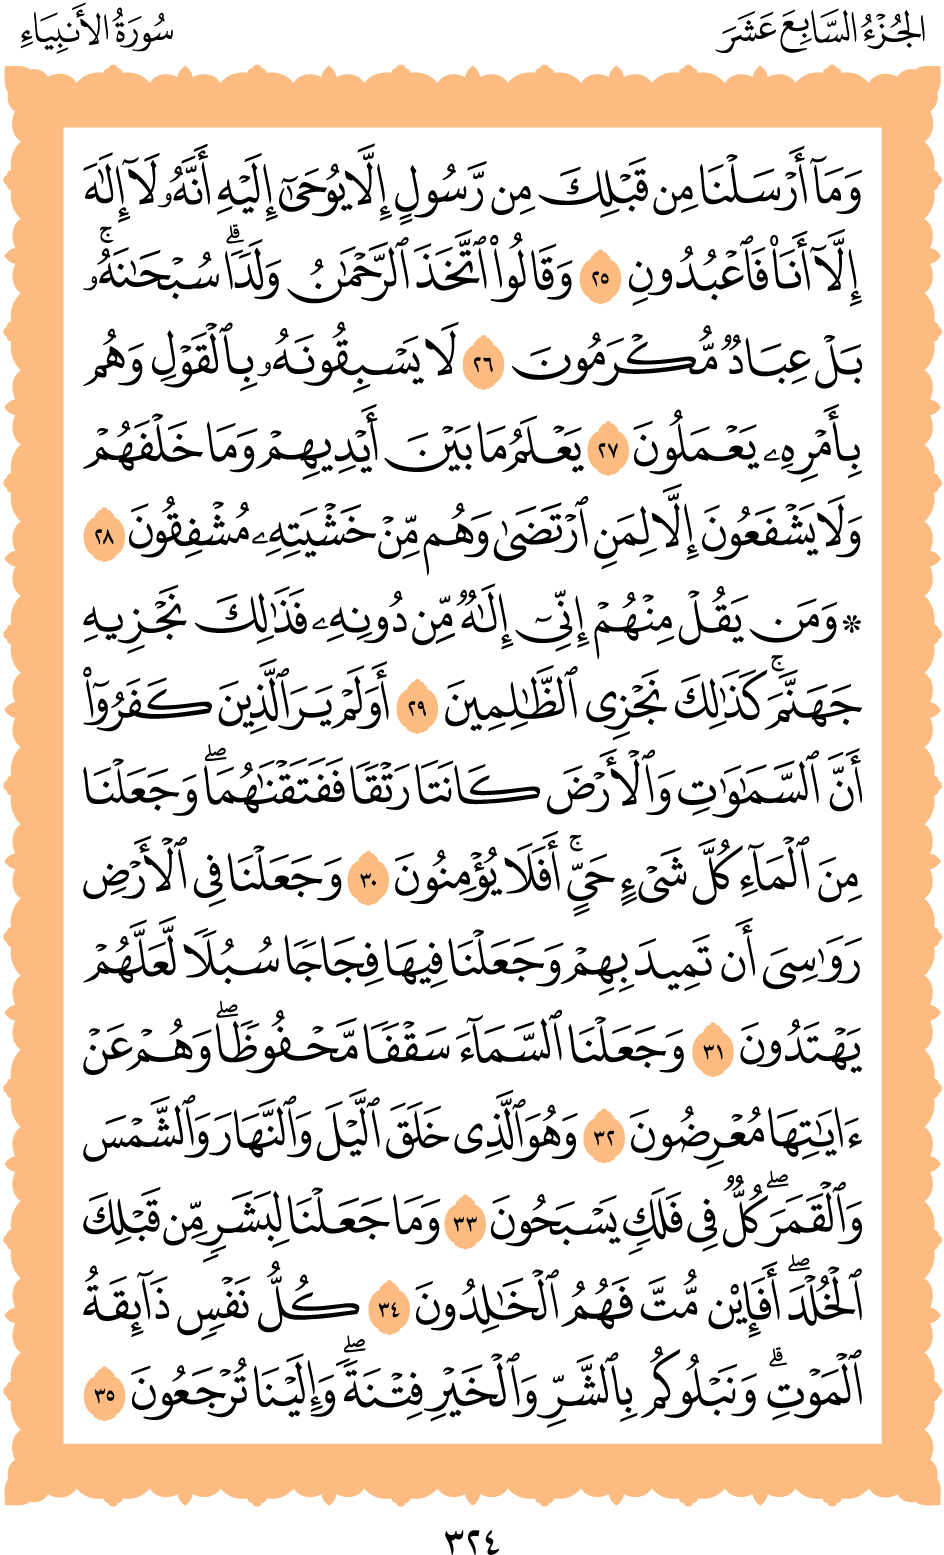 الجُزْءُ السَّابِعَ عَشَرَ
سُورَةُ الأَنبِيَاءِ
وَمَآ أَرۡسَلۡنَا مِن قَبۡلِكَ مِن رَّسُولٍ إِلَّا يُوحَىٰٓ إِلَيۡهِ أَنَّهُۥ لَآ إِلَٰهَ
إِلَّآ أَنَا۠ فَٱعۡبُدُونِ ٢٥ وَقَالُواْ ٱتَّخَذَ ٱلرَّحۡمَٰنُ وَلَدٗاۗ سُبۡحَٰنَهُۥۚ
بَلۡ عِبَادٞ مُّكۡرَمُونَ ٢٦ لَا يَسۡبِقُونَهُۥ بِٱلۡقَوۡلِ وَهُم
بِأَمۡرِهِۦ يَعۡمَلُونَ ٢٧ يَعۡلَمُ مَا بَيۡنَ أَيۡدِيهِمۡ وَمَا خَلۡفَهُمۡ
وَلَا يَشۡفَعُونَ إِلَّا لِمَنِ ٱرۡتَضَىٰ وَهُم مِّنۡ خَشۡيَتِهِۦ مُشۡفِقُونَ ٢٨
۞ وَمَن يَقُلۡ مِنۡهُمۡ إِنِّيٓ إِلَٰهٞ مِّن دُونِهِۦ فَذَٰلِكَ نَجۡزِيهِ
جَهَنَّمَۚ كَذَٰلِكَ نَجۡزِي ٱلظَّٰلِمِينَ ٢٩ أَوَلَمۡ يَرَ ٱلَّذِينَ كَفَرُوٓاْ
أَنَّ ٱلسَّمَٰوَٰتِ وَٱلۡأَرۡضَ كَانَتَا رَتۡقٗا فَفَتَقۡنَٰهُمَاۖ وَجَعَلۡنَا
مِنَ ٱلۡمَآءِ كُلَّ شَيۡءٍ حَيٍّۚ أَفَلَا يُؤۡمِنُونَ ٣٠ وَجَعَلۡنَا فِي ٱلۡأَرۡضِ
رَوَٰسِيَ أَن تَمِيدَ بِهِمۡ وَجَعَلۡنَا فِيهَا فِجَاجٗا سُبُلٗا لَّعَلَّهُمۡ
يَهۡتَدُونَ ٣١ وَجَعَلۡنَا ٱلسَّمَآءَ سَقۡفٗا مَّحۡفُوظٗاۖ وَهُمۡ عَنۡ
ءَايَٰتِهَا مُعۡرِضُونَ ٣٢ وَهُوَ ٱلَّذِي خَلَقَ ٱلَّيۡلَ وَٱلنَّهَارَ وَٱلشَّمۡسَ
وَٱلۡقَمَرَۖ كُلّٞ فِي فَلَكٖ يَسۡبَحُونَ ٣٣ وَمَا جَعَلۡنَا لِبَشَرٖ مِّن قَبۡلِكَ
ٱلۡخُلۡدَۖ أَفَإِيْن مِّتَّ فَهُمُ ٱلۡخَٰلِدُونَ ٣٤ كُلُّ نَفۡسٖ ذَآئِقَةُ
ٱلۡمَوۡتِۗ وَنَبۡلُوكُم بِٱلشَّرِّ وَٱلۡخَيۡرِ فِتۡنَةٗۖ وَإِلَيۡنَا تُرۡجَعُونَ ٣٥
٣٢٤